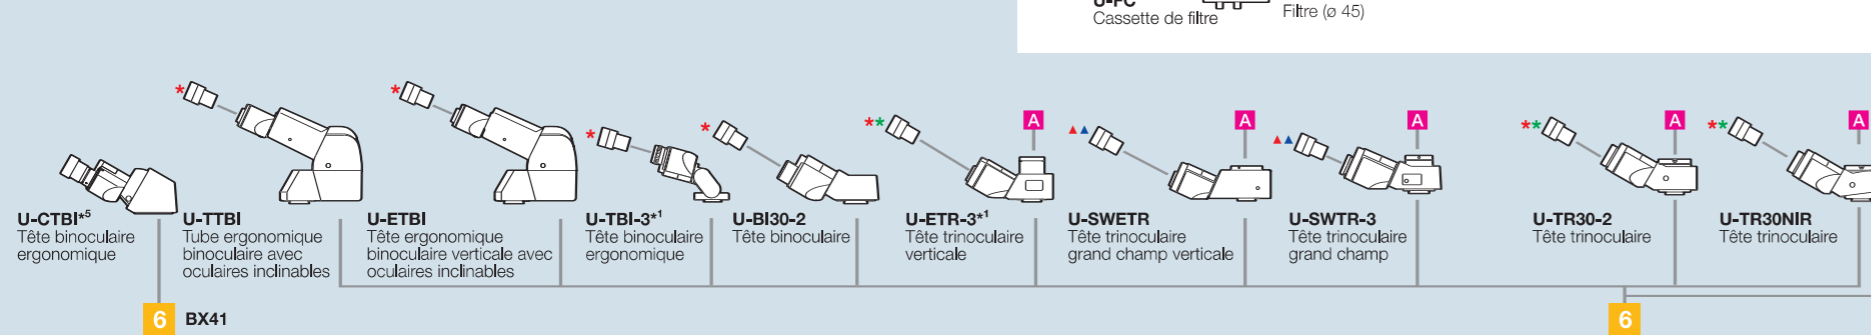 U-FC
Cassette de filtre
Filtre (ø 45)
*
*
*
*
**
A
▲▲
A
▲▲
A
**
A
**
A
U-CTBI*5
Tête binoculaire
ergonomique
U-TTBI
Tube ergonomique
binoculaire avec
oculaires inclinables
U-ETBI
Tête ergonomique
binoculaire verticale avec
oculaires inclinables
U-TBI-3*1
Tête binoculaire
ergonomique
U-BI30-2
Tête binoculaire
U-ETR-3*1
Tête trinoculaire
verticale
U-SWETR
Tête trinoculaire
grand champ verticale
U-SWTR-3
Tête trinoculaire
grand champ
U-TR30-2
Tête trinoculaire
U-TR30NIR
Tête trinoculaire
6 BX41
6